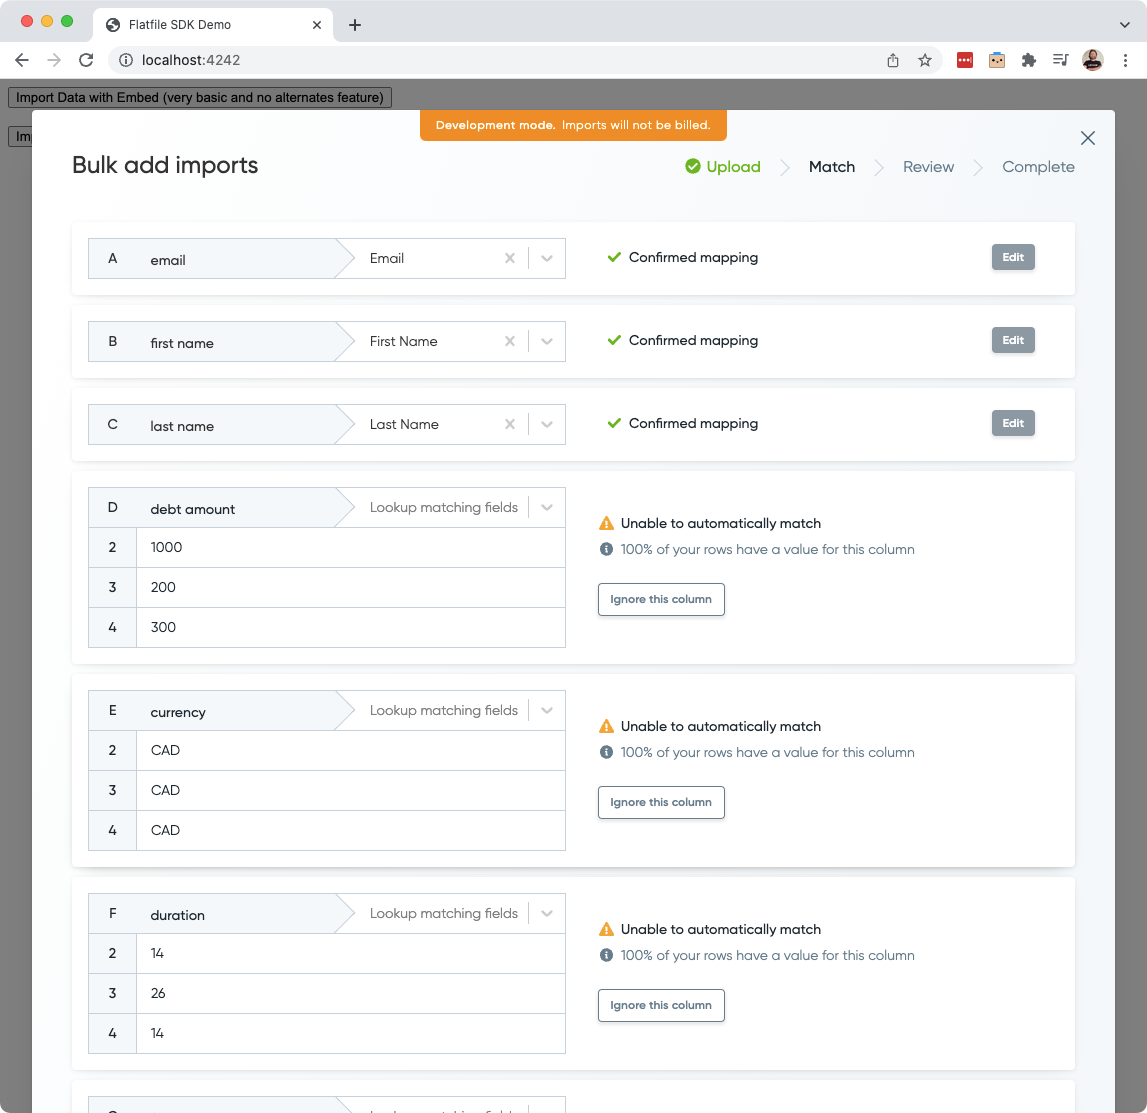 Flatfile SDK Demo
localhost:4242
Import Data with Embed (very basic and no alternates feature)
Development mode. Imports will not be billed.
Bulk add imports
Upload
Match
Review
Complete
A email Email
Confirmed mapping
Edit
B first name First Name
Confirmed mapping
Edit
C last name Last Name
Confirmed mapping
Edit
D debt amount Lookup matching fields
2 1000
3 200
4 300
Unable to automatically match
100% of your rows have a value for this column
Ignore this column
E currency Lookup matching fields
2 CAD
3 CAD
4 CAD
Unable to automatically match
100% of your rows have a value for this column
Ignore this column
F duration Lookup matching fields
2 14
3 26
4 14
Unable to automatically match
100% of your rows have a value for this column
Ignore this column